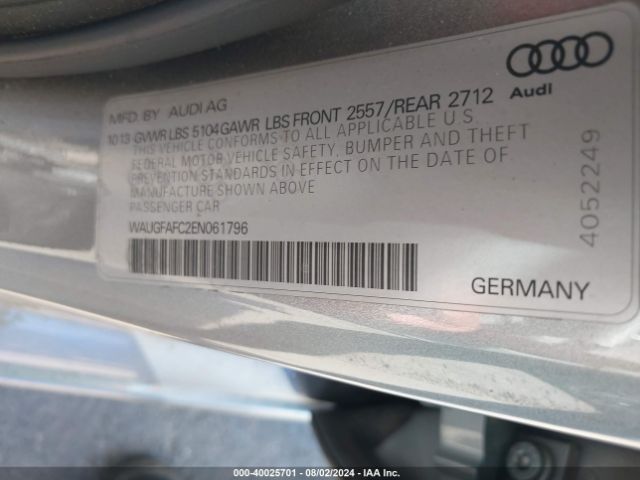 MFD. BY AUDI AG
10 13 GVWR LBS 5104 GAWR LBS FRONT 2557/REAR 2712
THIS VEHICLE CONFORMS TO ALL APPLICABLE U.S.
FEDERAL MOTOR VEHICLE SAFETY, BUMPER AND THEFT
PREVENTION STANDARDS IN EFFECT ON THE DATE OF
MANUFACTURE SHOWN ABOVE
PASSENGER CAR
WAUGFAFC2EN061796
Audi
4052249
GERMANY
000-40025701 - 08/02/2024 - IAA Inc.